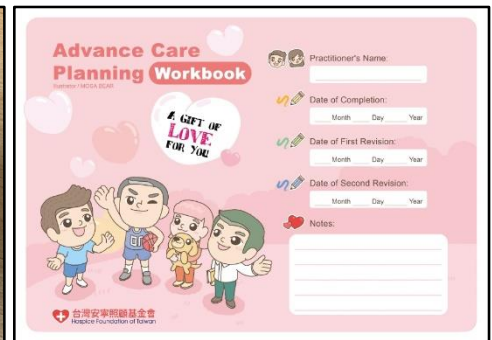 Advance Care
Planning Workbook
A GIFT OF
LOVE
FOR YOU
台灣安寧照顧基金會
Hospice Foundation of Taiwan
Practitioner's Name:
Date of Completion:
Month Day Year
Date of First Revision:
Month Day Year
Date of Second Revision:
Month Day Year
Notes: